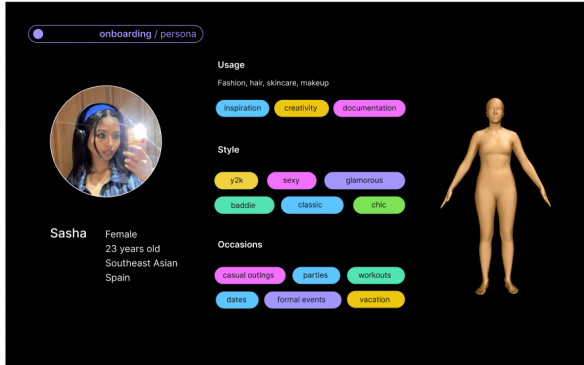 onboarding / persona
Sasha
Female
23 years old
Southeast Asian
Spain
Usage
Fashion, hair, skincare, makeup
inspiration creativity documentation
Style
y2k sexy glamorous
baddie classic chic
Occasions
casual outings parties workouts
dates formal events vacation